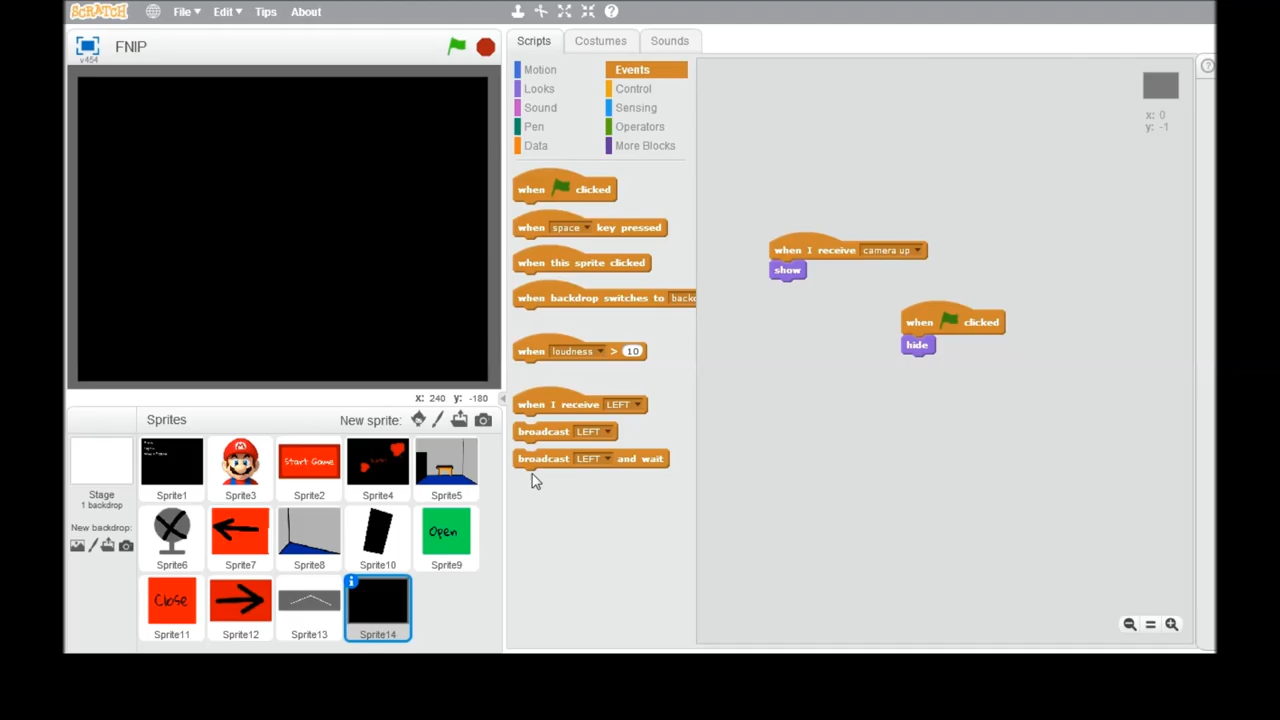 SCRATCH File Edit Tips About
FNIP
v454
Scripts Costumes Sounds
Motion Events
Looks Control
Sound Sensing
Pen Operators
Data More Blocks
when clicked
when space key pressed
when this sprite clicked
when backdrop switches to backd
when loudness > 10
when I receive LEFT
broadcast LEFT
broadcast LEFT and wait
when I receive camera up
show
when clicked
hide
x: 0
y: -1
x: 240 y: -180
Sprites New sprite:
Stage
1 backdrop
New backdrop:
Start Game
Sprite1 Sprite3 Sprite2 Sprite4 Sprite5
Open
Sprite6 Sprite7 Sprite8 Sprite10 Sprite9
Close
Sprite11 Sprite12 Sprite13 Sprite14